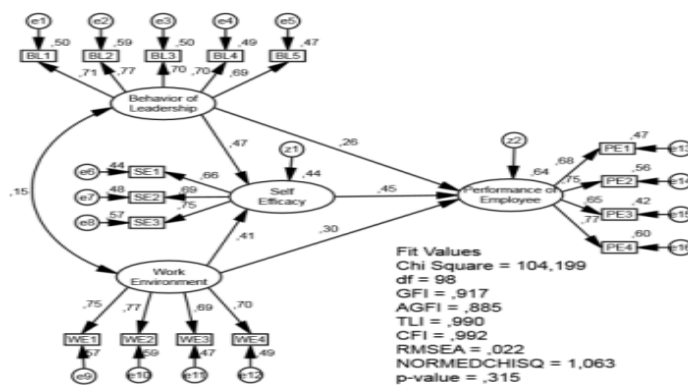 e1 e2 e3 e4 e5
,50 ,59 ,50 ,49 ,47
BL1 BL2 BL3 BL4 BL5
,71 ,77 ,70 ,70 ,69
Behavior of
Leadership
,47 ,26
z1 z2
,15
e6 ,44 SE1 ,66
e7 ,48 SE2 ,69
e8 ,57 SE3 ,75
,44
Self
Efficacy
,45
,64
Performance of
Employee
,68 PE1 ,47 e13
,75 PE2 ,56 e14
,65 PE3 ,42 e15
,77 PE4 ,60 e16
,41 ,30
Work
Environment
,75 ,77 ,69 ,70
WE1 WE2 WE3 WE4
,57 ,59 ,47 ,49
e9 e10 e11 e12
Fit Values
Chi Square = 104,199
df = 98
GFI = ,917
AGFI = ,885
TLI = ,990
CFI = ,992
RMSEA = ,022
NORMEDCHISQ = 1,063
p-value = ,315